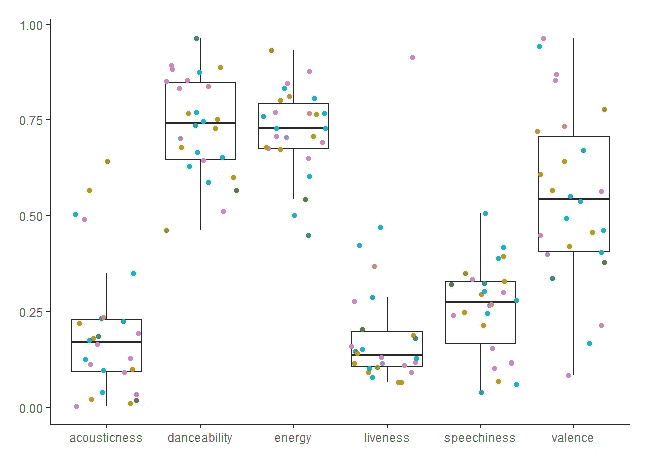 1.00
0.75
0.50
0.25
0.00
acousticness
danceability
energy
liveness
speechiness
valence